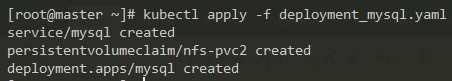 [root@master ~]# kubectl apply -f deployment_mysql.yaml
service/mysql created
persistentvolumeclaim/nfs-pvc2 created
deployment.apps/mysql created